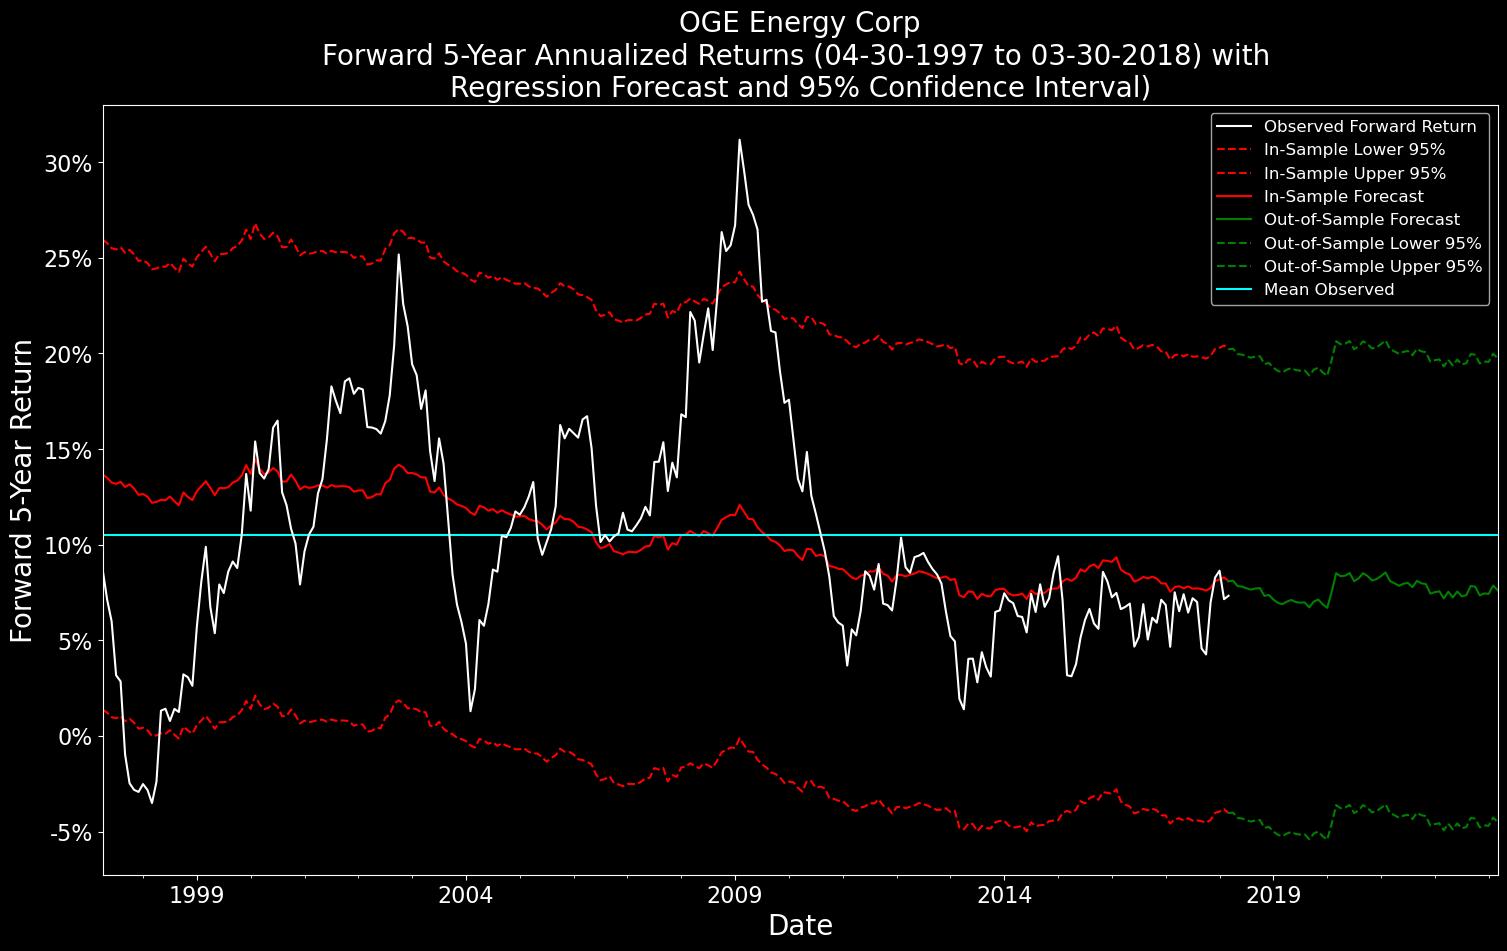 OGE Energy Corp
Forward 5-Year Annualized Returns (04-30-1997 to 03-30-2018) with
Regression Forecast and 95% Confidence Interval)
Observed Forward Return
In-Sample Lower 95%
In-Sample Upper 95%
In-Sample Forecast
Out-of-Sample Forecast
Out-of-Sample Lower 95%
Out-of-Sample Upper 95%
Mean Observed
Forward 5-Year Return
30%
25%
20%
15%
10%
5%
0%
-5%
1999 2004 2009 2014 2019
Date